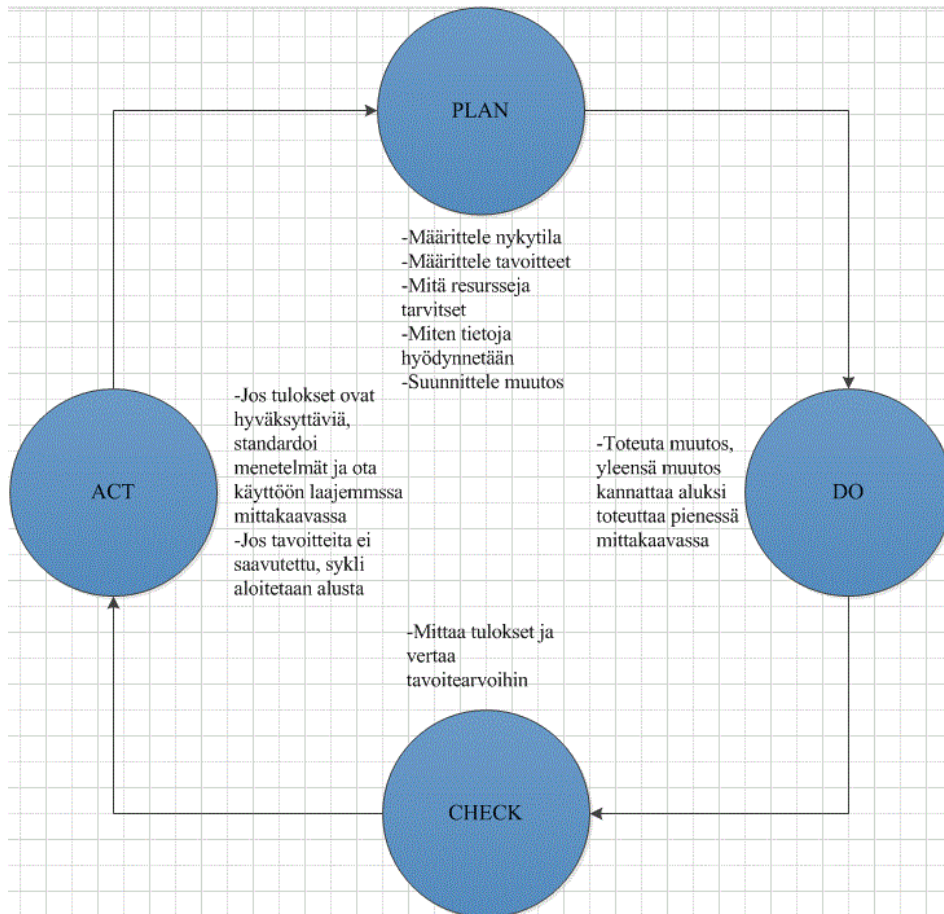 PLAN
-Määrittele nykytila
-Määrittele tavoitteet
-Mitä resursseja
tarvitset
-Miten tietoja
hyödynnetään
-Suunnittele muutos
DO
-Toteuta muutos,
yleensä muutos
kannattaa aluksi
toteuttaa pienessä
mittakaavassa
CHECK
-Mittaa tulokset ja
vertaa
tavoitearvoihin
ACT
-Jos tulokset ovat
hyväksyttäviä,
standardoi
menetelmät ja ota
käyttöön laajemmssa
mittakaavassa
-Jos tavoitteita ei
saavutettu, sykli
aloitetaan alusta